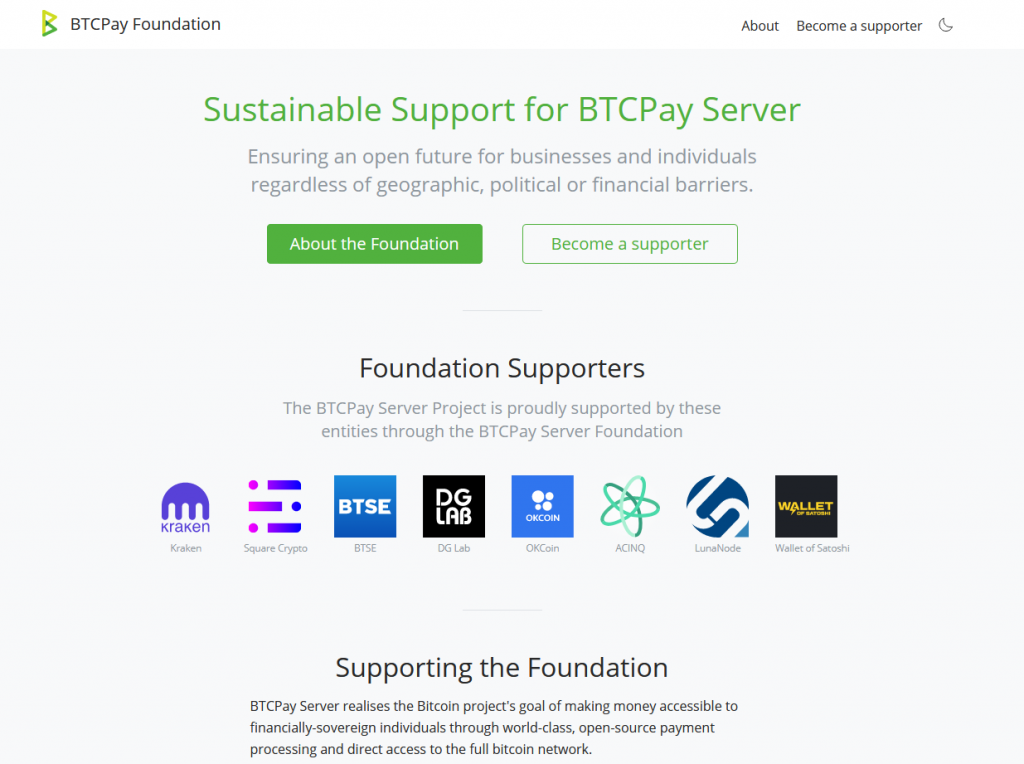 BTCPay Foundation
About
Become a supporter
Sustainable Support for BTCPay Server
Ensuring an open future for businesses and individuals
regardless of geographic, political or financial barriers.
About the Foundation
Become a supporter
Foundation Supporters
The BTCPay Server Project is proudly supported by these
entities through the BTCPay Server Foundation
kraken
BTSE
DG
LAB
OKCOIN
WALLET
OF SATOSHI
Kraken
Square Crypto
BTSE
DG Lab
OKCoin
ACINQ
LunaNode
Wallet of Satoshi
Supporting the Foundation
BTCPay Server realises the Bitcoin project's goal of making money accessible to
financially-sovereign individuals through world-class, open-source payment
processing and direct access to the full bitcoin network.